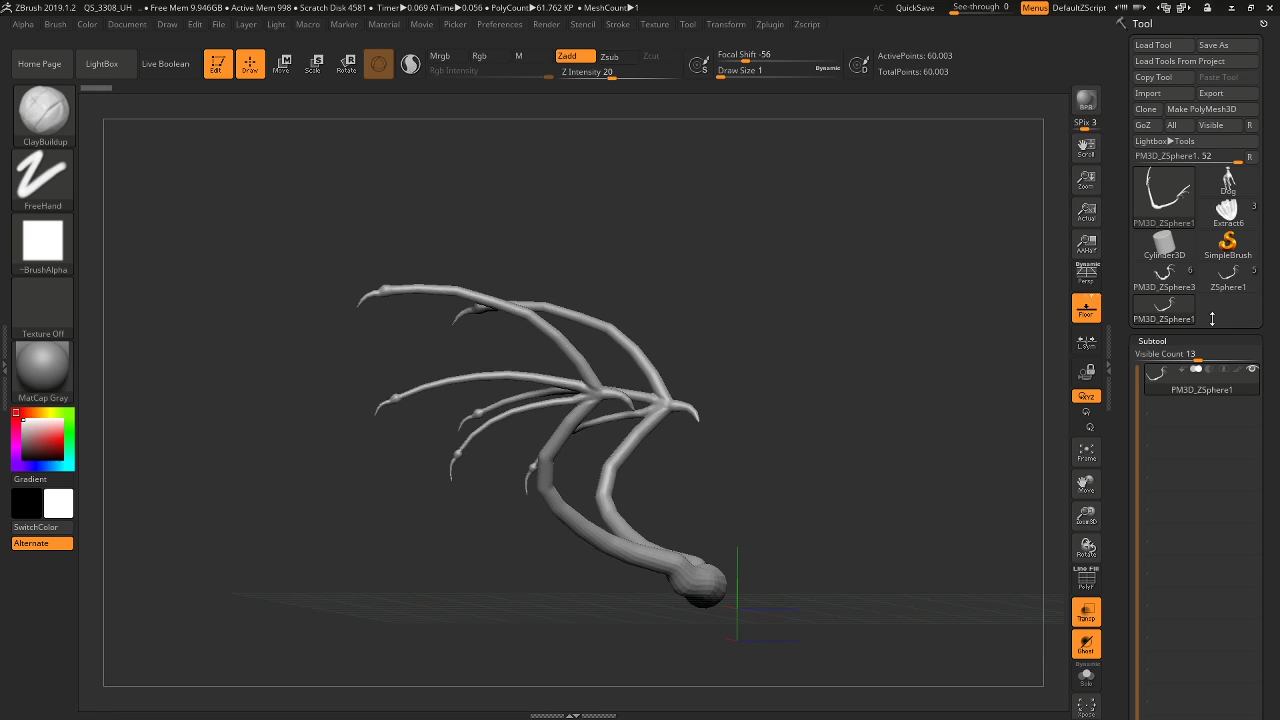 ZBrush 2019.1.2 QS_3308_UH • Free Mem 9.946GB • Active Mem 998 • Scratch Disk 4581 • Timer▶0.069 ATime▶0.056 • PolyCount▶61.762 KP • MeshCount▶1 AC QuickSave See-through 0 Menus DefaultZScript
Alpha Brush Color Document Draw Edit File Layer Light Macro Marker Movie Picker Preferences Render Stencil Stroke Texture Tool Transform Zplugin Zscript
Tool
Home Page LightBox Live Boolean Edit Draw Move Scale Rotate
Mrgb Rgb M Zadd Zsub Zcut
Rgb Intensity Z Intensity 20
Focal Shift -56
Draw Size 1 Dynamic
S
D
ActivePoints: 60,003
TotalPoints: 60,003
ClayBuildup
FreeHand
~BrushAlpha
Texture Off
MatCap Gray
Gradient
SwitchColor
Alternate
BPR
SPix 3
Scroll
Zoom
Actual
AAHalf
Dynamic
Persp
Floor
L.Sym
XYZ
Frame
Move
Zoom3D
Rotate
Line Fill
PolyF
Transp
Ghost
Dynamic
Solo
Xpose
Load Tool Save As
Load Tools From Project
Copy Tool Paste Tool
Import Export
Clone Make PolyMesh3D
GoZ All Visible R
Lightbox▶Tools
PM3D_ZSphere1. 52 R
Dog
3
PM3D_ZSphere1 Extract6
Cylinder3D SimpleBrush
6 5
PM3D_ZSphere3 ZSphere1
PM3D_ZSphere1
Subtool
Visible Count 13
PM3D_ZSphere1